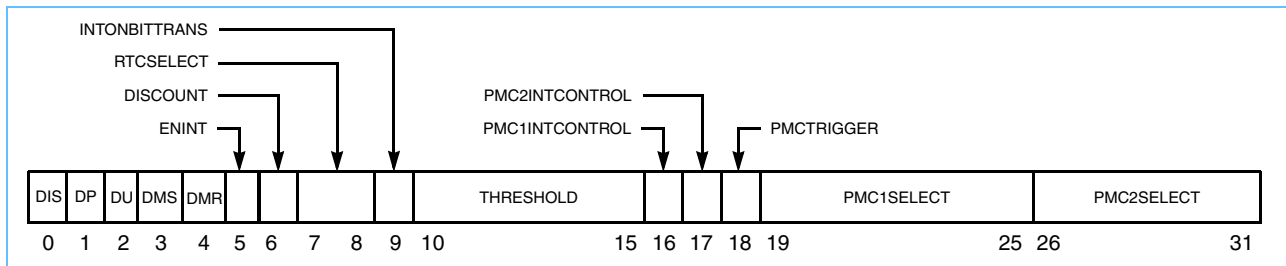 INTONBITTRANS
RTCSELECT
DISCOUNT
PMC2INTCONTROL
ENINT
PMC1INTCONTROL
PMCTRIGGER
DIS DP DU DMS DMR THRESHOLD PMC1SELECT PMC2SELECT
0 1 2 3 4 5 6 7 8 9 10 15 16 17 18 19 25 26 31